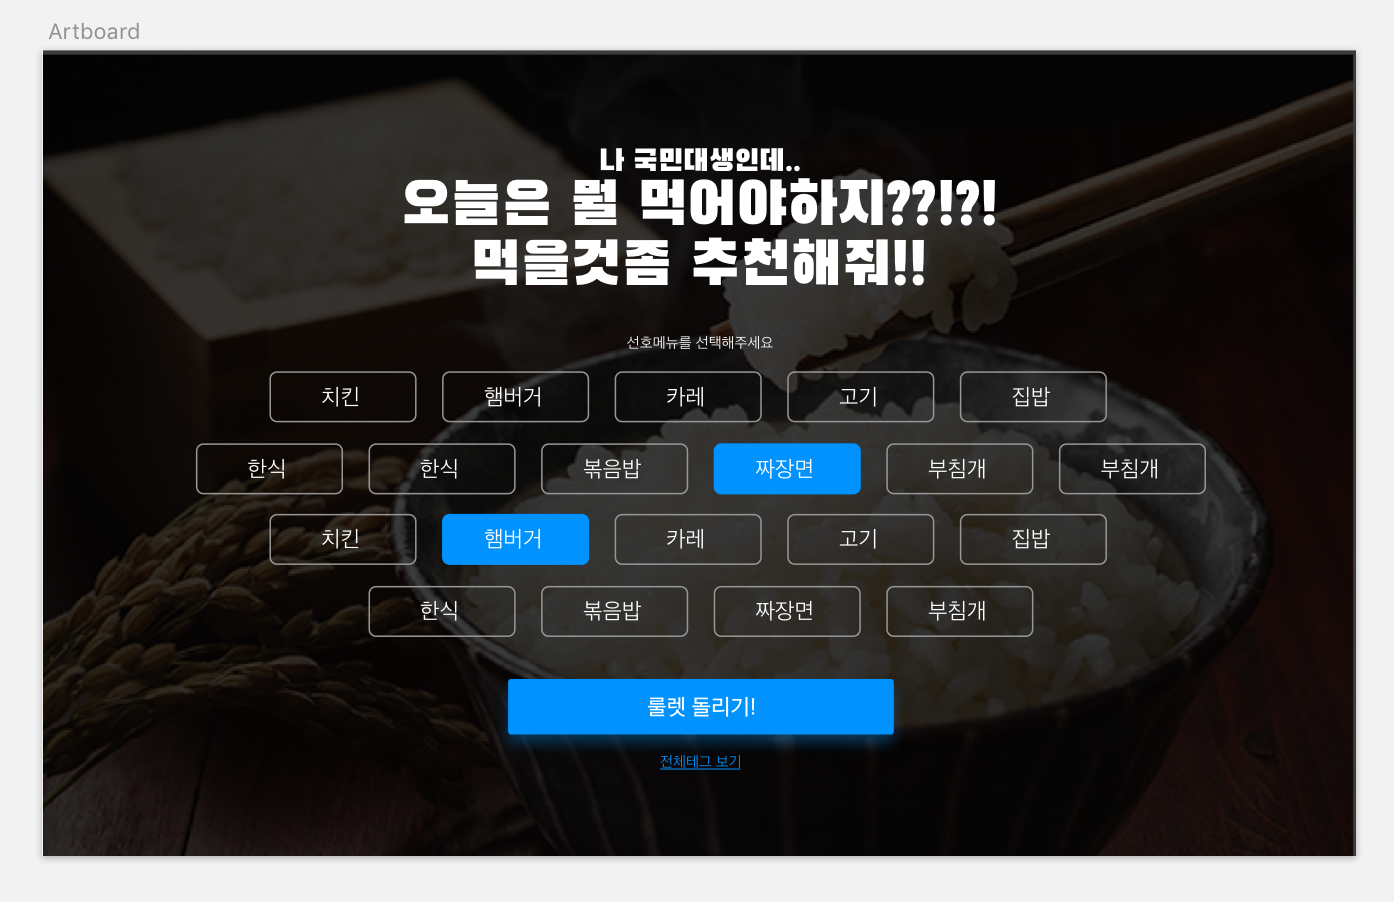 Artboard
나 국민대생인데..
오늘은 뭘 먹어야하지??!?!
먹을것좀 추천해줘!!
선호메뉴를 선택해주세요
치킨 햄버거 카레 고기 집밥
한식 한식 볶음밥 짜장면 부침개 부침개
치킨 햄버거 카레 고기 집밥
한식 볶음밥 짜장면 부침개
룰렛 돌리기!
전체테그 보기